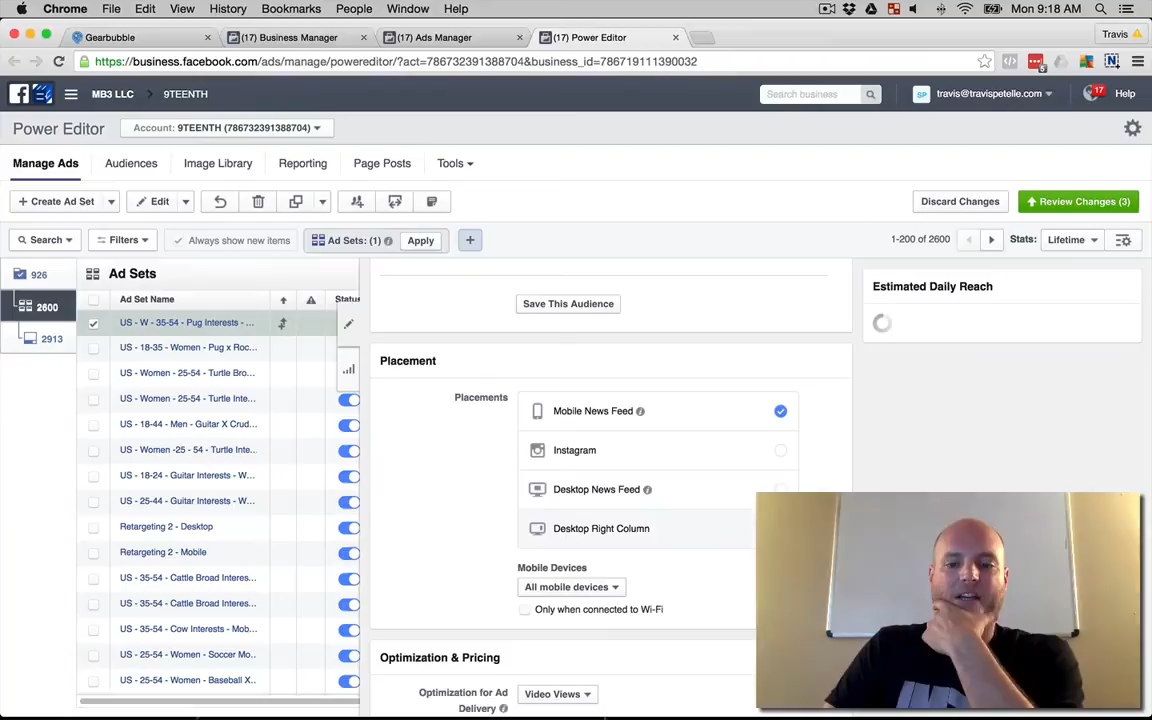 Chrome File Edit View History Bookmarks People Window Help Mon 9:18 AM
Gearbubble × (17) Business Manager × (17) Ads Manager × (17) Power Editor × Travis
https://business.facebook.com/ads/manage/powereditor/?act=786732391388704&business_id=786719111390032
MB3 LLC > 9TEENTH Search business SP travis@travispetelle.com 17 Help
Power Editor Account: 9TEENTH (786732391388704)
Manage Ads Audiences Image Library Reporting Page Posts Tools
+ Create Ad Set Edit Discard Changes Review Changes (3)
Search Filters Always show new items Ad Sets: (1) Apply + 1-200 of 2600 Stats: Lifetime
926
2600
2913
Ad Sets
Ad Set Name Status
US - W - 35-54 - Pug Interests - ...
US - 18-35 - Women - Pug x Roc...
US - Women - 25-54 - Turtle Bro...
US - Women - 25-54 - Turtle Inte...
US - 18-44 - Men - Guitar X Crud...
US - Women -25 - 54 - Turtle Inte...
US - 18-24 - Guitar Interests - W...
US - 25-44 - Guitar Interests - W...
Retargeting 2 - Desktop
Retargeting 2 - Mobile
US - 35-54 - Cattle Broad Interes...
US - 35-54 - Cattle Broad Interes...
US - 35-54 - Cow Interests - Mob...
US - 25-54 - Women - Soccer Mo...
US - 25-54 - Women - Baseball X...
Save This Audience
Placement
Placements
Mobile News Feed
Instagram
Desktop News Feed
Desktop Right Column
Mobile Devices
All mobile devices
Only when connected to Wi-Fi
Optimization & Pricing
Optimization for Ad
Delivery
Video Views
Estimated Daily Reach